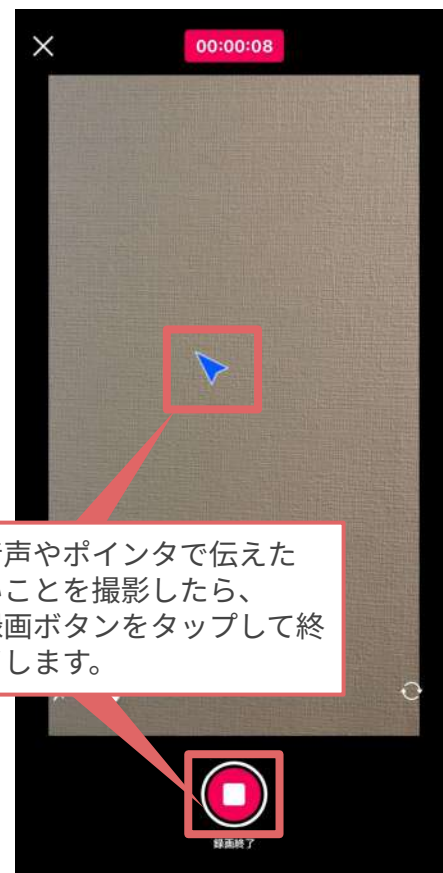 00:00:08
声やポインタで伝えた
ことを撮影したら、
画ボタンをタップして終
します。
録画終了